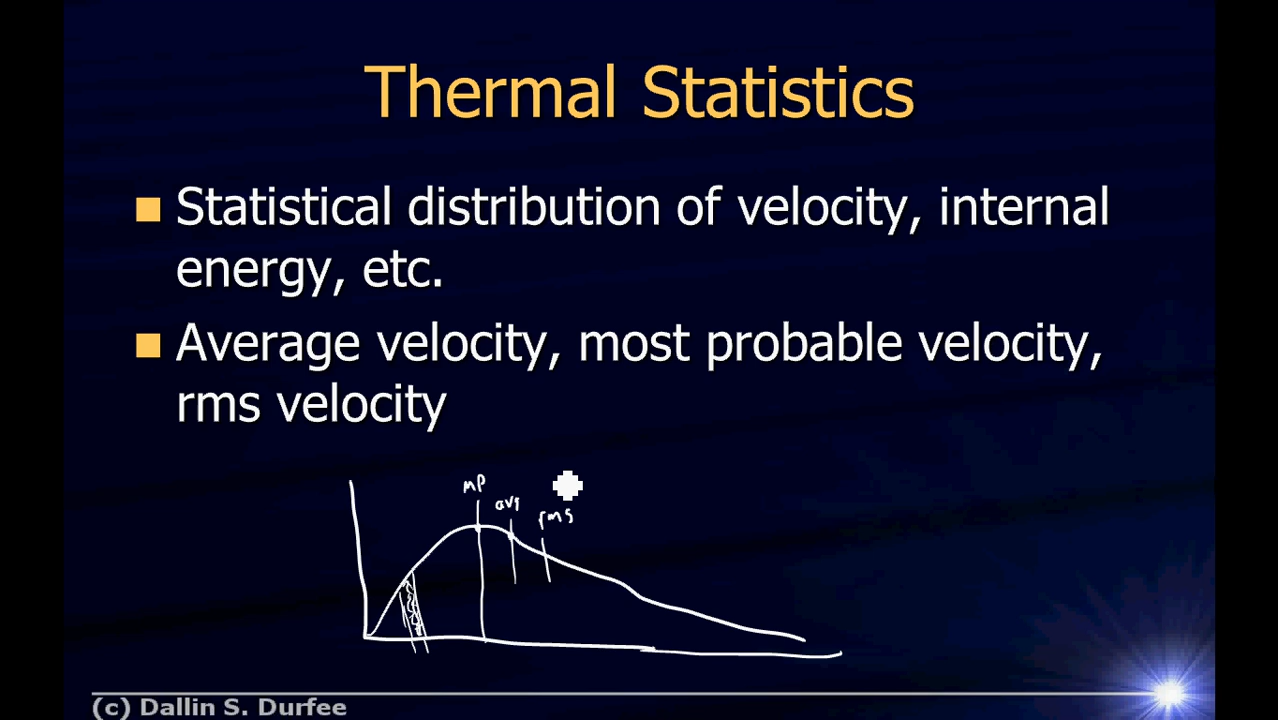 Thermal Statistics
Statistical distribution of velocity, internal
energy, etc.
Average velocity, most probable velocity,
rms velocity
MP
avg
rms
(c) Dallin S. Durfee